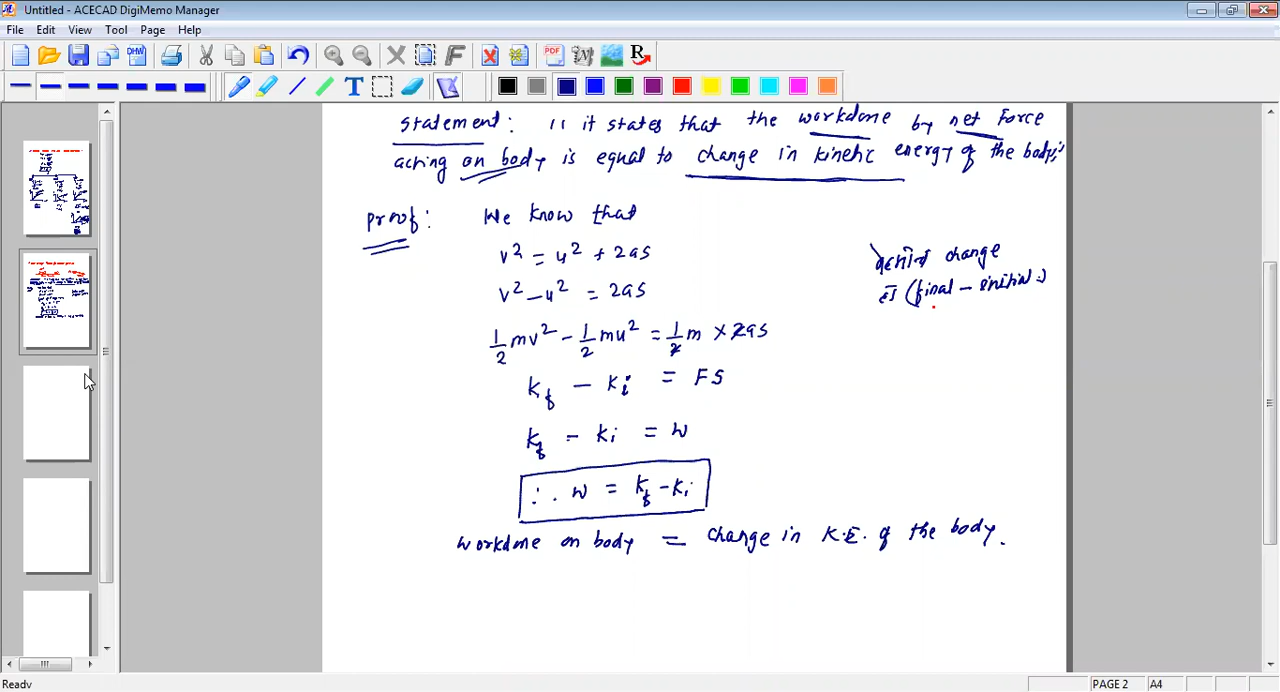 Untitled - ACECAD DigiMemo Manager
File Edit View Tool Page Help
statement: " it states that the workdone by net Force
acting on body is equal to change in kinetic energy of the body"
Proof: We know that
v² = u² + 2as
v² - u² = 2as
1/2 mv² - 1/2 mu² = 1/2 m × 2as
Kf - Ki = FS
Kf - Ki = W
∴ W = Kf - Ki
workdone on body = change in K.E. of the body.
change
(final - initial)
Ready
PAGE 2 A4